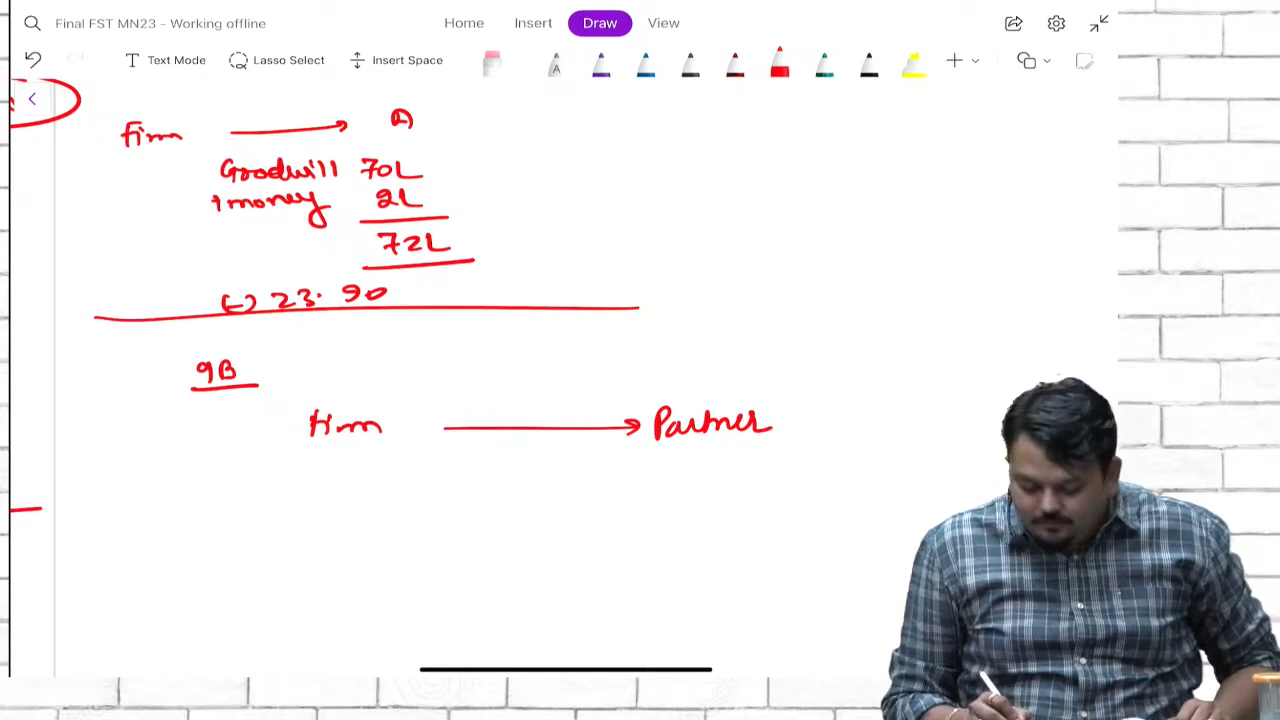 Final FST MN23 - Working offline
Home Insert Draw View
Text Mode Lasso Select Insert Space
Firm → A
Goodwill 70L
+ money 2L
72L
(-) 23.90
9B
Firm → Partner